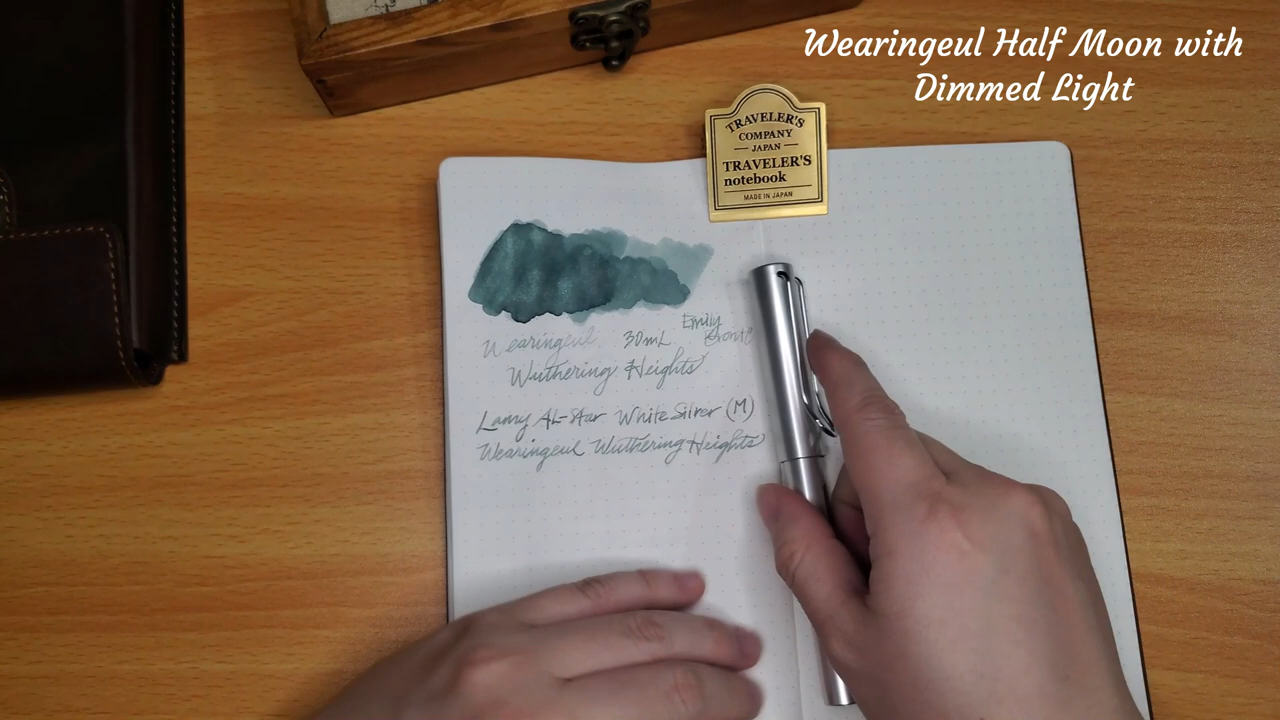 Wearingeul Half Moon with
Dimmed Light
TRAVELER'S
COMPANY
JAPAN
TRAVELER'S
notebook
MADE IN JAPAN
Wearingeul 30mL Emily Brontë
Wuthering Heights
Lamy AL-Star White Silver (M)
Wearingeul Wuthering Heights